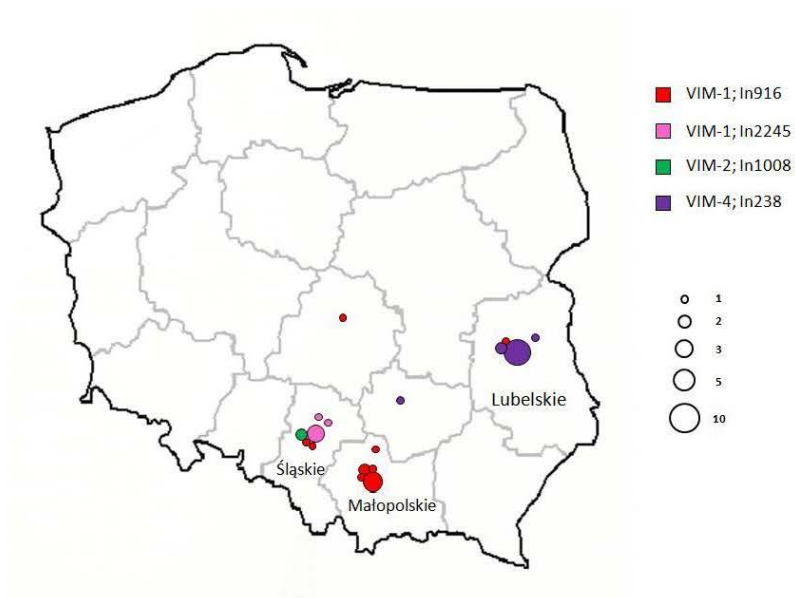 VIM-1; In916
VIM-1; In2245
VIM-2; In1008
VIM-4; In238
1
2
3
5
10
Lubelskie
Śląskie
Małopolskie